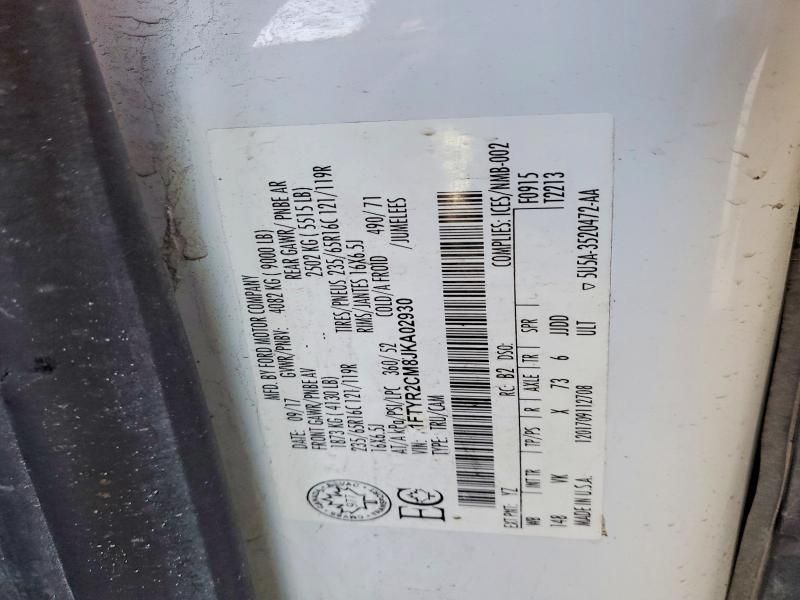 MFD. BY FORD MOTOR COMPANY
DATE: 09/17 GVWR/PNBV: 4082 KG ( 9000 LB)
FRONT GAWR/PNBE AV REAR GAWR/ PNBE AR
1873 KG ( 4130 LB) 2502 KG ( 5515 LB)
235/65R16C 121/119R TIRES/PNEUS 235/65R16C 121/119R
16X6.5J RIMS/JANTES 16X6.5J
AT/A kPa/PSI/LPC 360/52 COLD/A FROID 490/71
VIN: 1FTYR2CM8JKA02930 /JUMELEES
TYPE: TRU/CAM
COMPLIES: ICES/NMB-002
EXT PNT: YZ RC: B2 DSO: F0915
WB INT TR TP/PS R AXLE TR SPR T2213
148 VK X 73 6 JJDD
MADE IN U.S.A. 1201709112708 ULT
5U5A-3520472-AA
EC